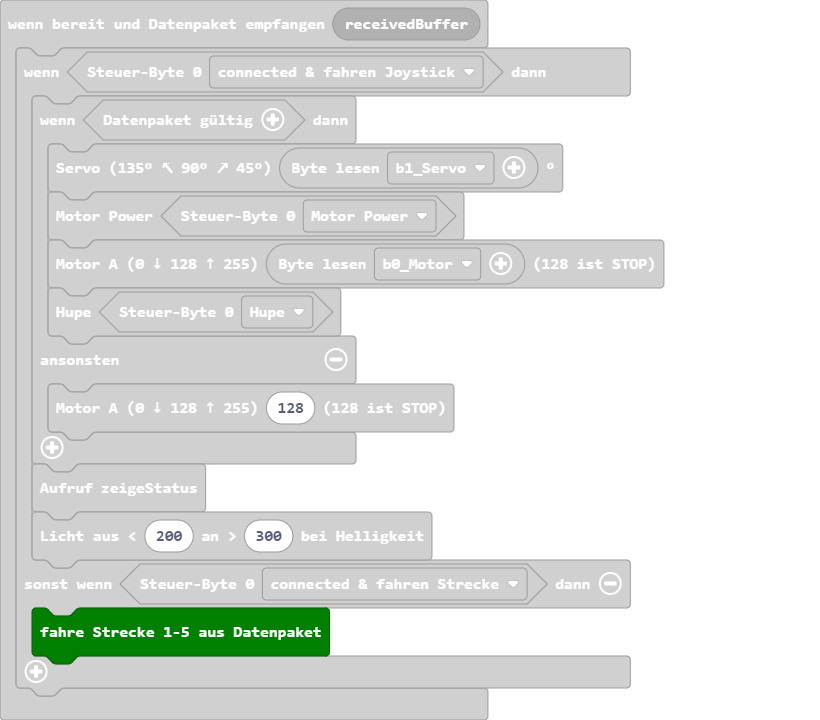 wenn bereit und Datenpaket empfangen receivedBuffer
wenn Steuer-Byte 0 connected & fahren Joystick dann
wenn Datenpaket gültig dann
Servo (135° ↖ 90° ↗ 45°) Byte lesen b1_Servo °
Motor Power Steuer-Byte 0 Motor Power
Motor A (0 ↓ 128 ↑ 255) Byte lesen b0_Motor (128 ist STOP)
Hupe Steuer-Byte 0 Hupe
ansonsten
Motor A (0 ↓ 128 ↑ 255) 128 (128 ist STOP)
Aufruf zeigeStatus
Licht aus < 200 an > 300 bei Helligkeit
sonst wenn Steuer-Byte 0 connected & fahren Strecke dann
fahre Strecke 1-5 aus Datenpaket